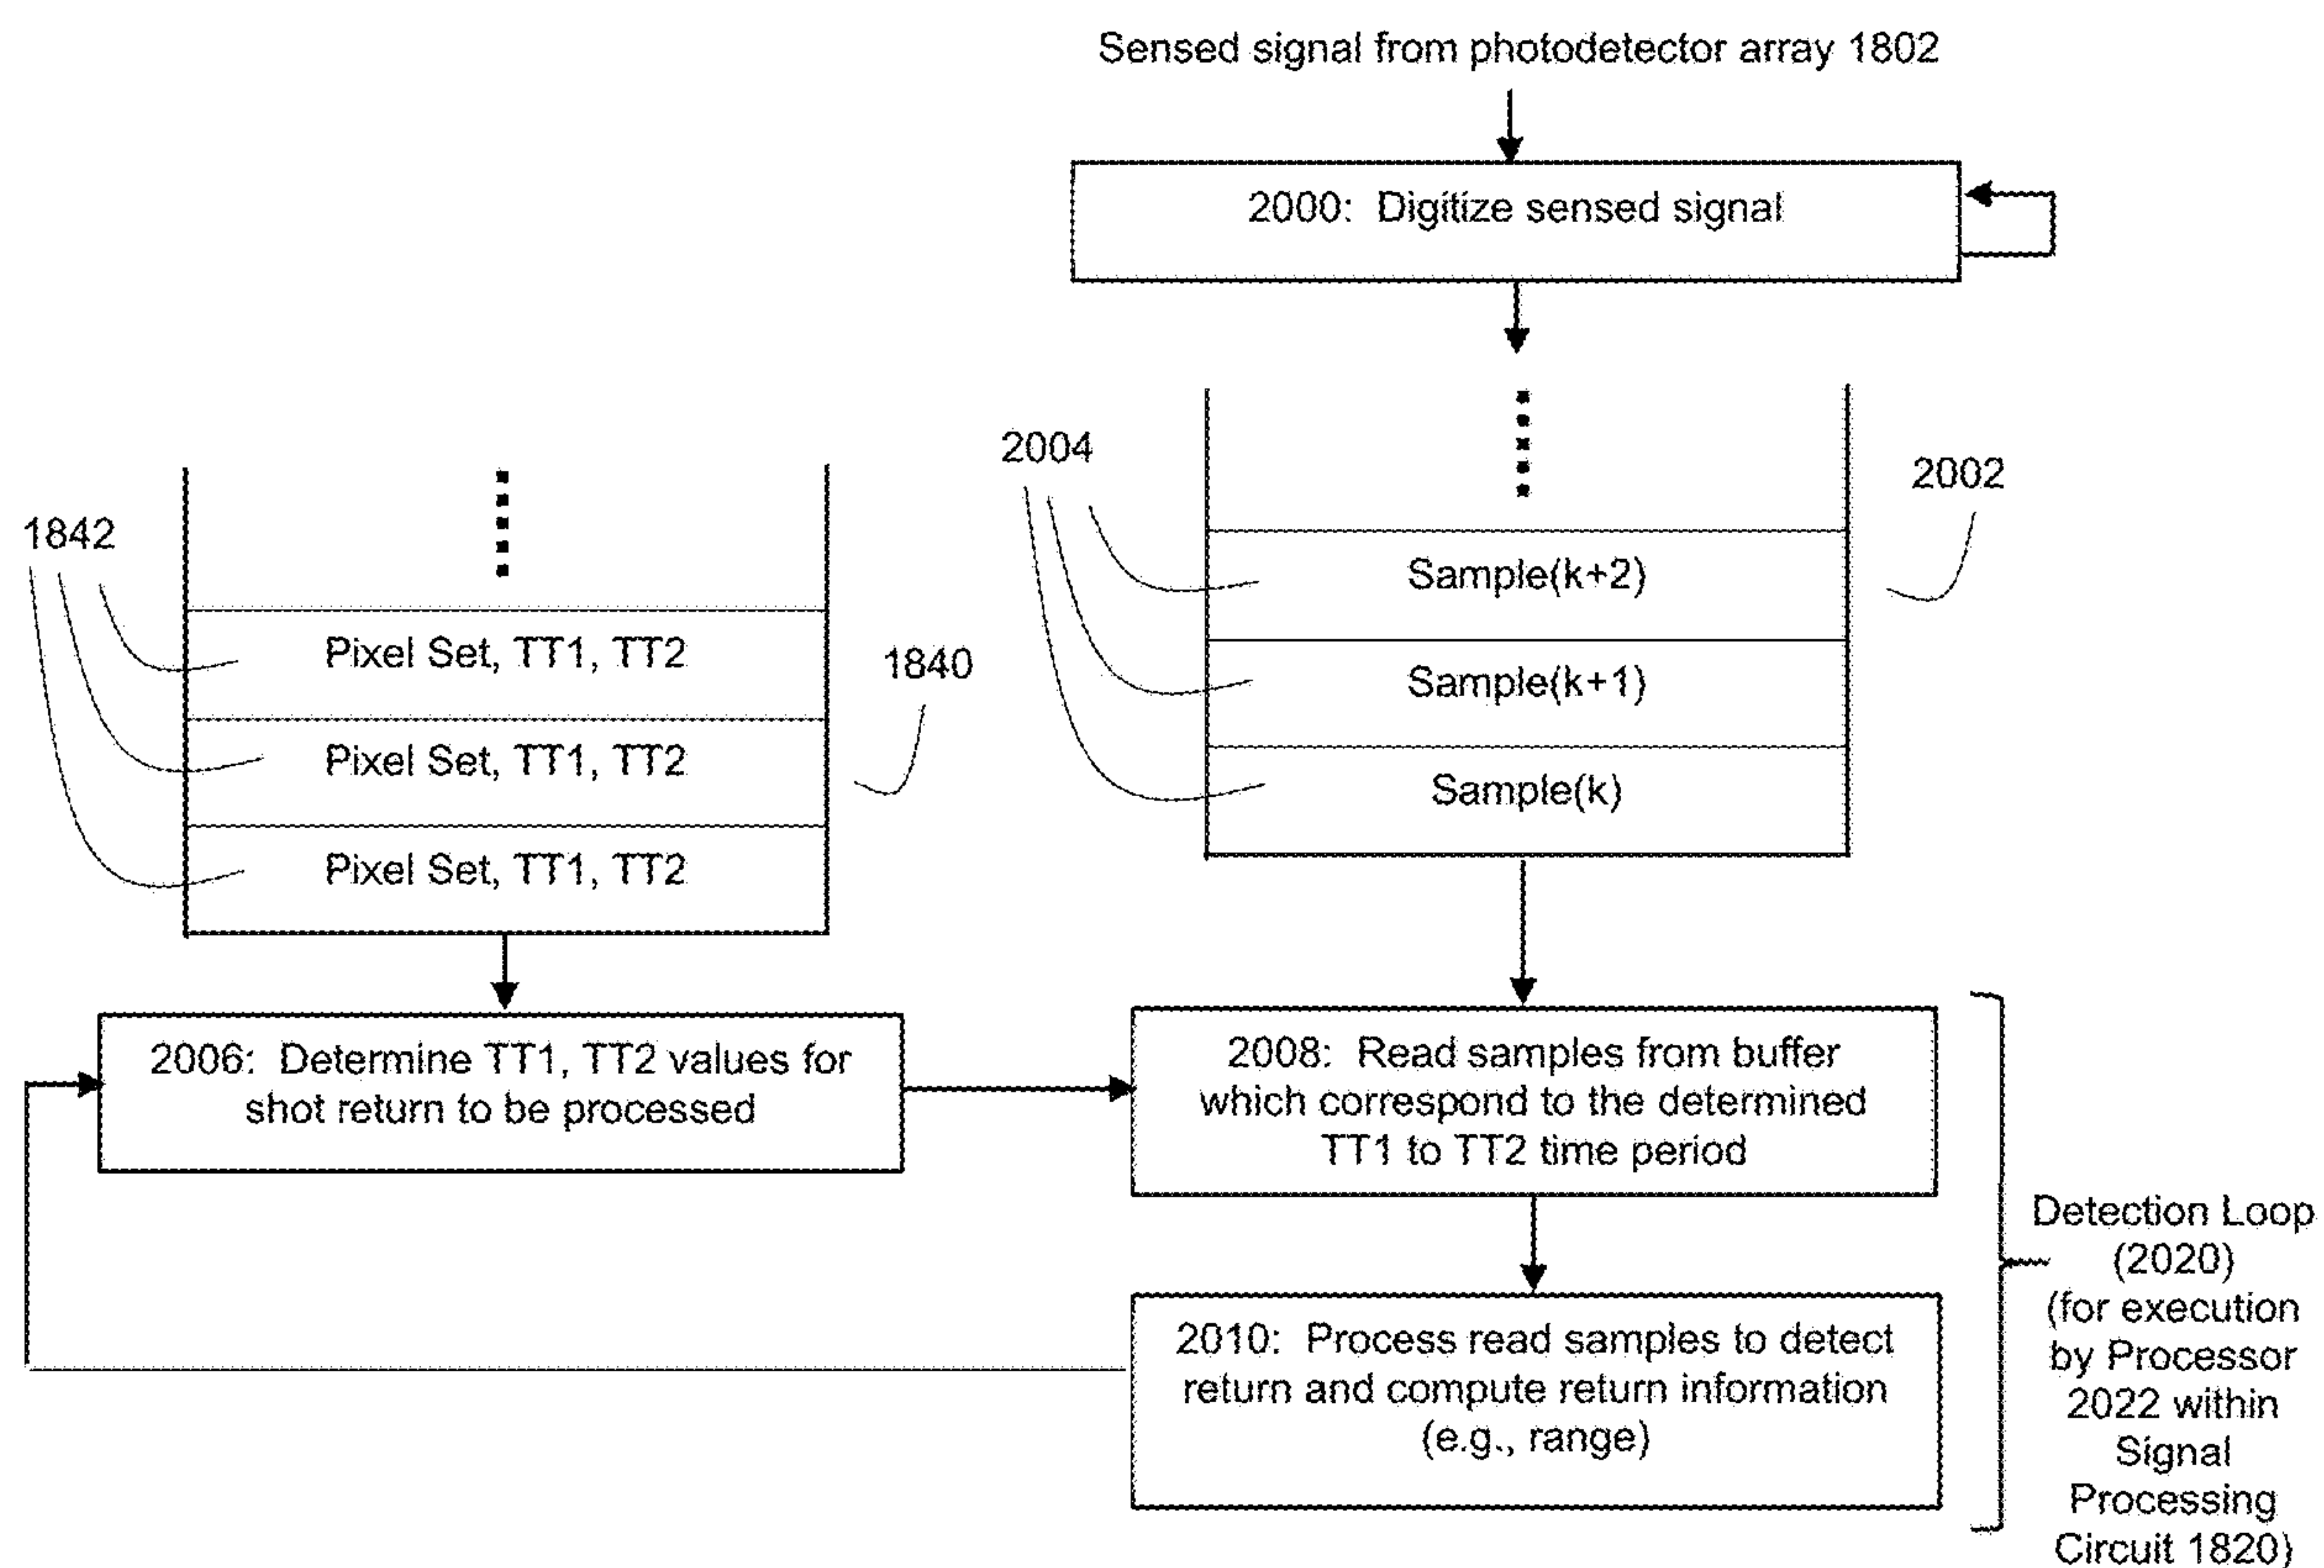 Sensed signal from photodetector array 1802
2000: Digitize sensed signal
2004
2002
Sample(k+2)
Sample(k+1)
Sample(k)
1842
1840
Pixel Set, TT1, TT2
Pixel Set, TT1, TT2
Pixel Set, TT1, TT2
2006: Determine TT1, TT2 values for
shot return to be processed
2008: Read samples from buffer
which correspond to the determined
TT1 to TT2 time period
2010: Process read samples to detect
return and compute return information
(e.g., range)
Detection Loop
(2020)
(for execution
by Processor
2022 within
Signal
Processing
Circuit 1820)